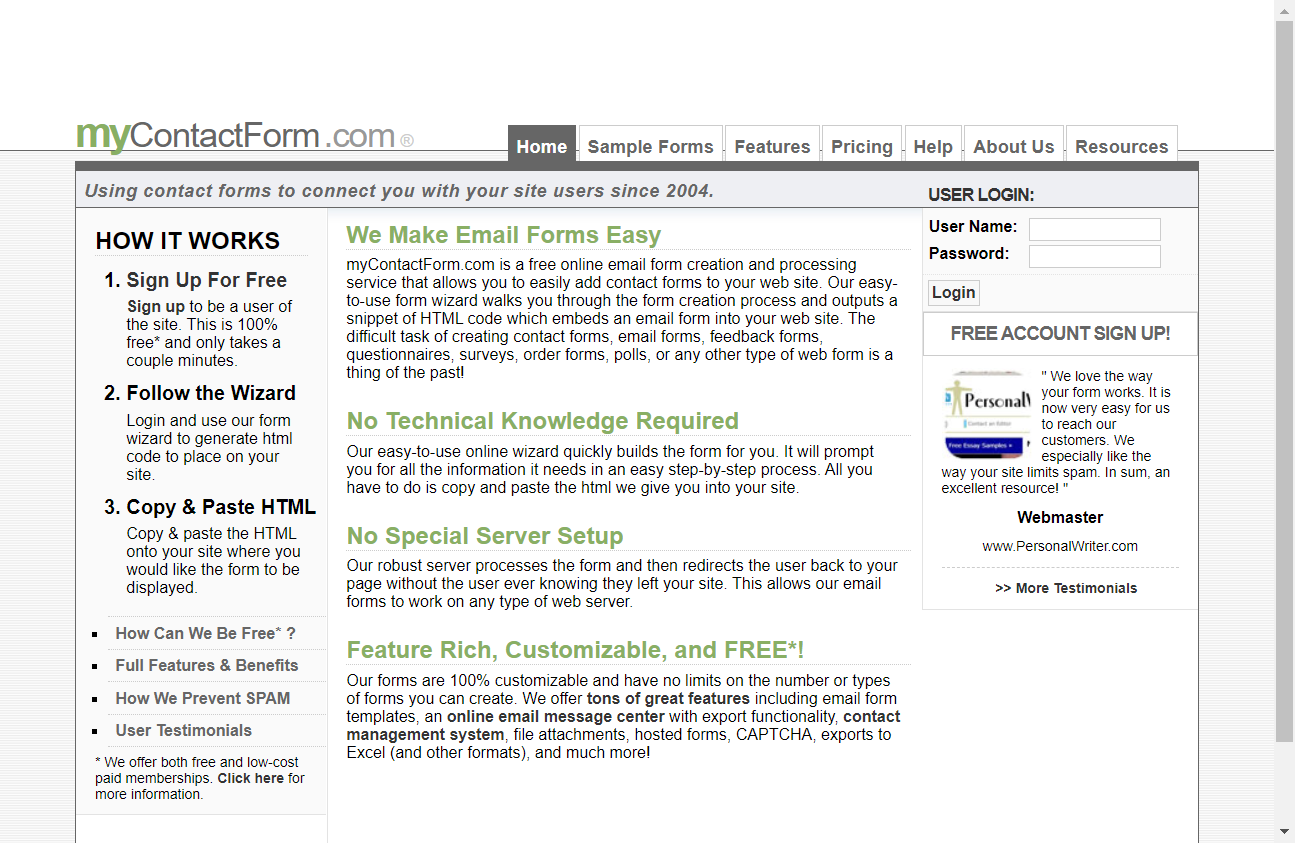 myContactForm.com ®
Home
Sample Forms
Features
Pricing
Help
About Us
Resources
Using contact forms to connect you with your site users since 2004.
HOW IT WORKS
1. Sign Up For Free
Sign up to be a user of
the site. This is 100%
free* and only takes a
couple minutes.
2. Follow the Wizard
Login and use our form
wizard to generate html
code to place on your
site.
3. Copy & Paste HTML
Copy & paste the HTML
onto your site where you
would like the form to be
displayed.
How Can We Be Free* ?
Full Features & Benefits
How We Prevent SPAM
User Testimonials
* We offer both free and low-cost
paid memberships. Click here for
more information.
We Make Email Forms Easy
myContactForm.com is a free online email form creation and processing
service that allows you to easily add contact forms to your web site. Our easy-
to-use form wizard walks you through the form creation process and outputs a
snippet of HTML code which embeds an email form into your web site. The
difficult task of creating contact forms, email forms, feedback forms,
questionnaires, surveys, order forms, polls, or any other type of web form is a
thing of the past!
No Technical Knowledge Required
Our easy-to-use online wizard quickly builds the form for you. It will prompt
you for all the information it needs in an easy step-by-step process. All you
have to do is copy and paste the html we give you into your site.
No Special Server Setup
Our robust server processes the form and then redirects the user back to your
page without the user ever knowing they left your site. This allows our email
forms to work on any type of web server.
Feature Rich, Customizable, and FREE*!
Our forms are 100% customizable and have no limits on the number or types
of forms you can create. We offer tons of great features including email form
templates, an online email message center with export functionality, contact
management system, file attachments, hosted forms, CAPTCHA, exports to
Excel (and other formats), and much more!
USER LOGIN:
User Name:
Password:
Login
FREE ACCOUNT SIGN UP!
Personal
Contact an Editor
Free Essay Samples
" We love the way
your form works. It is
now very easy for us
to reach our
customers. We
especially like the
way your site limits spam. In sum, an
excellent resource! "
Webmaster
www.PersonalWriter.com
>> More Testimonials